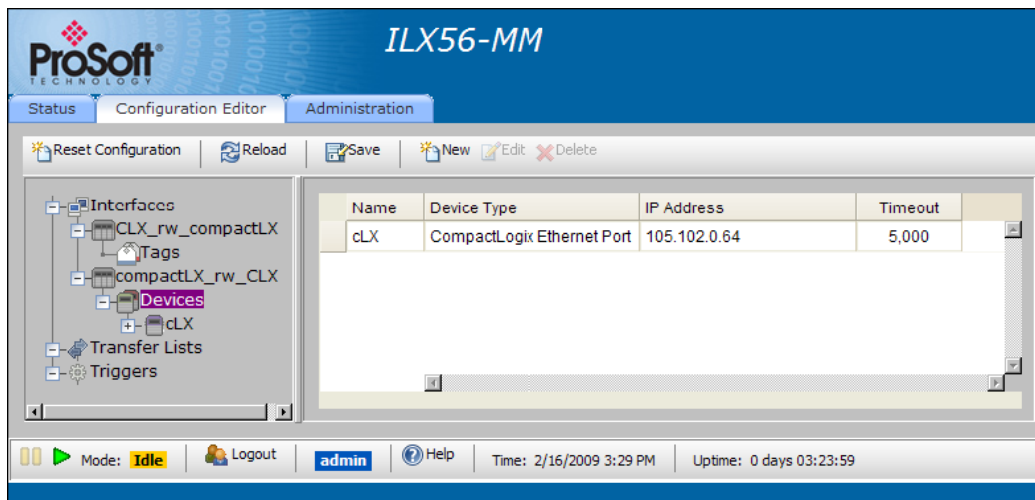 ProSoft®
TECHNOLOGY
ILX56-MM
Status Configuration Editor Administration
Reset Configuration Reload Save New Edit Delete
Interfaces
CLX_rw_compactLX
Tags
compactLX_rw_CLX
Devices
cLX
Transfer Lists
Triggers
Name Device Type IP Address Timeout
cLX CompactLogix Ethernet Port 105.102.0.64 5,000
Mode: Idle Logout admin Help Time: 2/16/2009 3:29 PM Uptime: 0 days 03:23:59